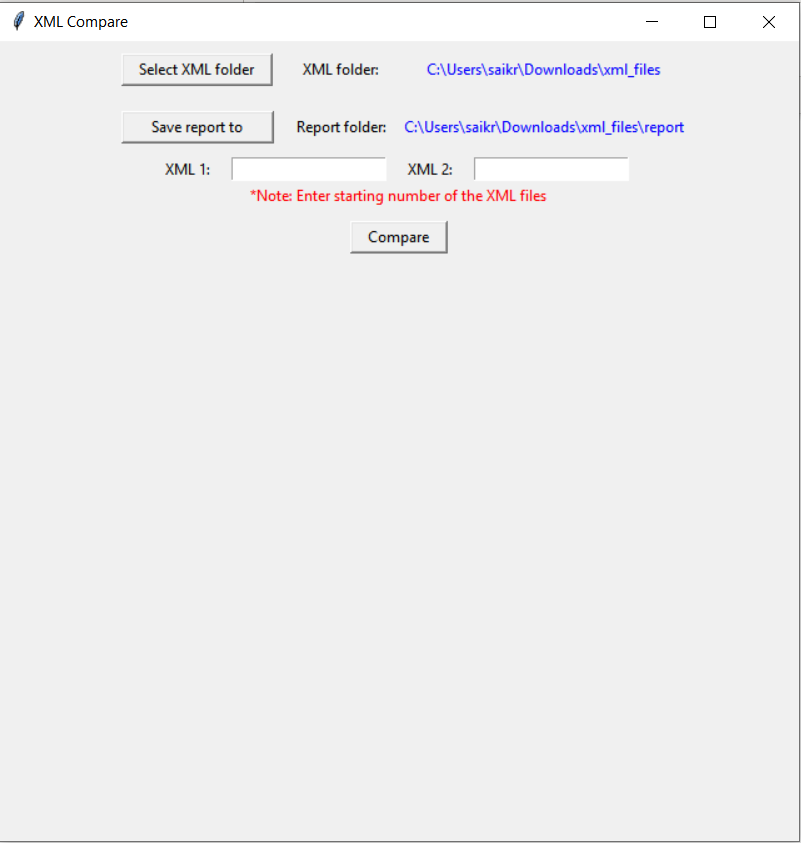 XML Compare
Select XML folder XML folder: C:\Users\saikr\Downloads\xml_files
Save report to Report folder: C:\Users\saikr\Downloads\xml_files\report
XML 1: XML 2:
*Note: Enter starting number of the XML files
Compare